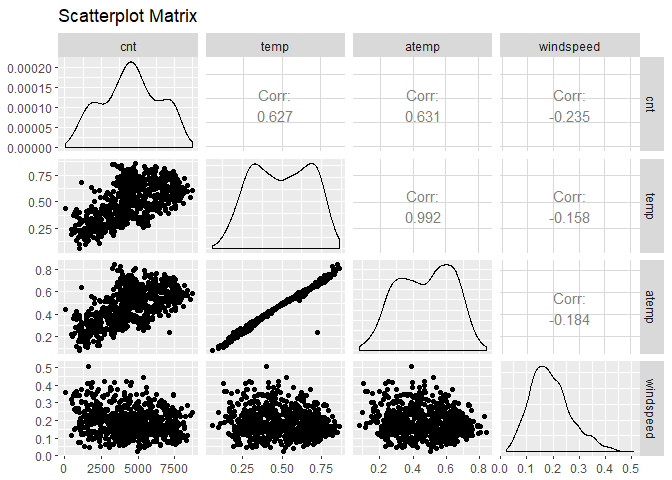 Scatterplot Matrix
cnt temp atemp windspeed
0.00020
0.00015
0.00010
0.00005
0.00000
Corr:
0.627
Corr:
0.631
Corr:
-0.235
cnt
0.75
0.50
0.25
Corr:
0.992
Corr:
-0.158
temp
0.8
0.6
0.4
0.2
Corr:
-0.184
atemp
0.5
0.4
0.3
0.2
0.1
0.0
windspeed
0 2500 5000 7500 0.25 0.50 0.75 0.2 0.4 0.6 0.8 0.0 0.1 0.2 0.3 0.4 0.5